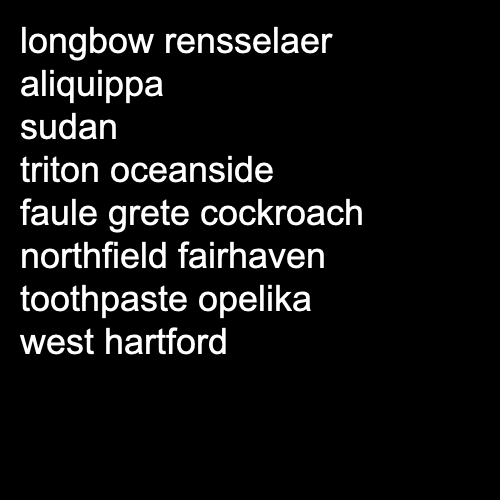 longbow rensselaer
aliquippa
sudan
triton oceanside
faule grete cockroach
northfield fairhaven
toothpaste opelika
west hartford